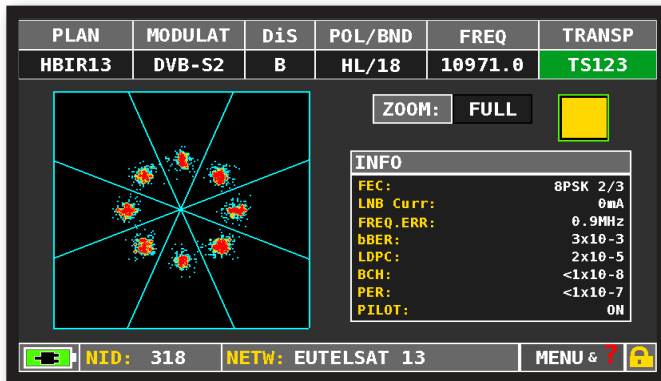 PLAN MODULAT DiS POL/BND FREQ TRANSP
HBIR13 DVB-S2 B HL/18 10971.0 TS123
ZOOM: FULL
INFO
FEC: 8PSK 2/3
LNB Curr: 0mA
FREQ.ERR: 0.9MHz
bBER: 3x10-3
LDPC: 2x10-5
BCH: <1x10-8
PER: <1x10-7
PILOT: ON
NID: 318 NETW: EUTELSAT 13 MENU & ?